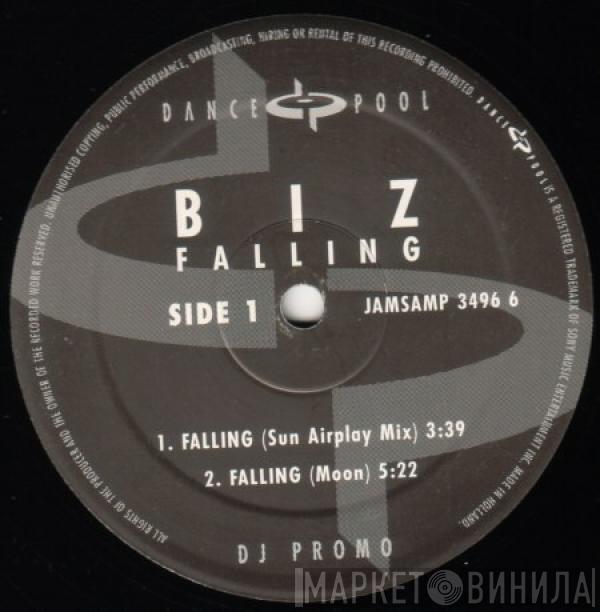 ALL RIGHTS OF THE PRODUCER AND THE OWNER OF THE RECORDED WORK RESERVED. UNAUTHORISED COPYING, PUBLIC PERFORMANCE, BROADCASTING, HIRING OR RENTAL OF THIS RECORDING PROHIBITED. DANCE POOL IS A REGISTERED TRADEMARK OF SONY MUSIC ENTERTAINMENT INC. MADE IN HOLLAND.
DANCE POOL
BIZ
FALLING
SIDE 1
JAMSAMP 3496 6
1. FALLING (Sun Airplay Mix) 3:39
2. FALLING (Moon) 5:22
DJ PROMO
МАРКЕТ ВИНИЛА